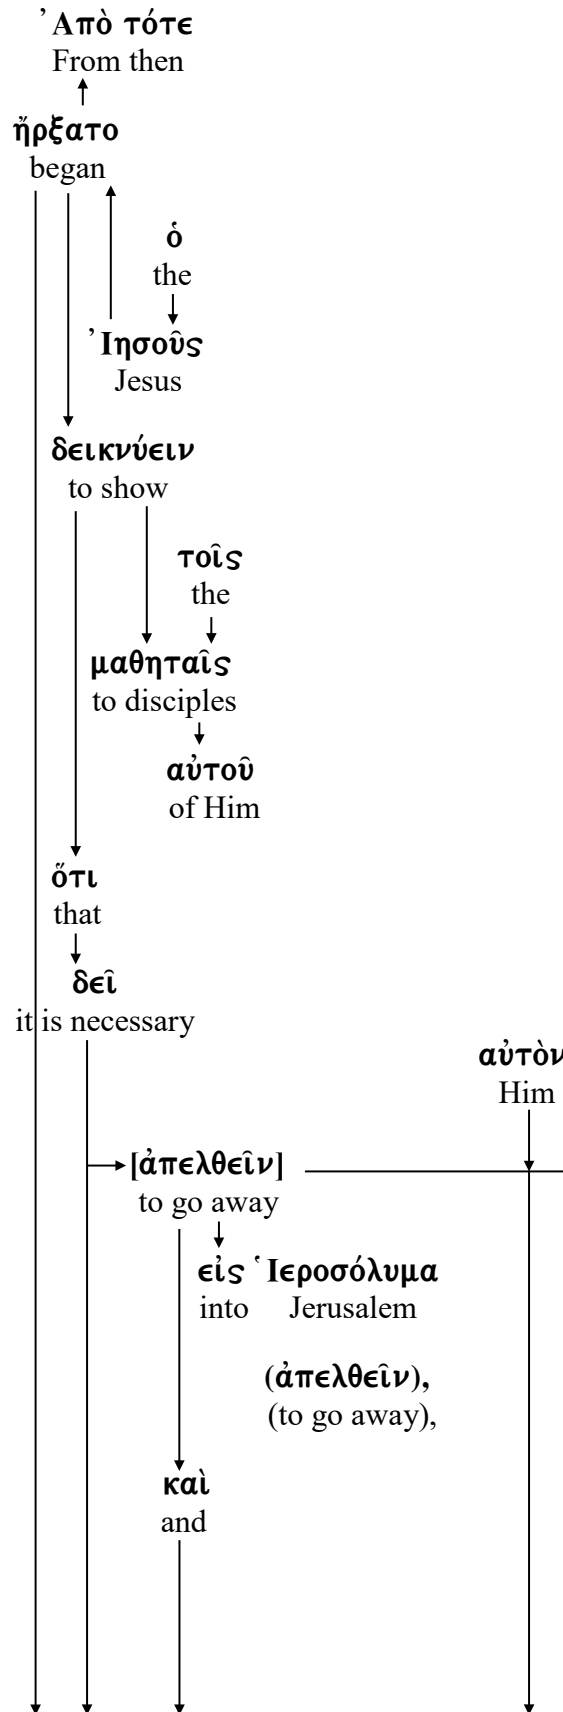 Ἀπὸ τότε
From then
ἤρξατο
began
ὁ
the
Ἰησοῦς
Jesus
δεικνύειν
to show
τοῖς
the
μαθηταῖς
to disciples
αὐτοῦ
of Him
ὅτι
that
δεῖ
it is necessary
αὐτὸν
Him
[ἀπελθεῖν]
to go away
εἰς Ἱεροσόλυμα
into Jerusalem
(ἀπελθεῖν),
(to go away),
καὶ
and